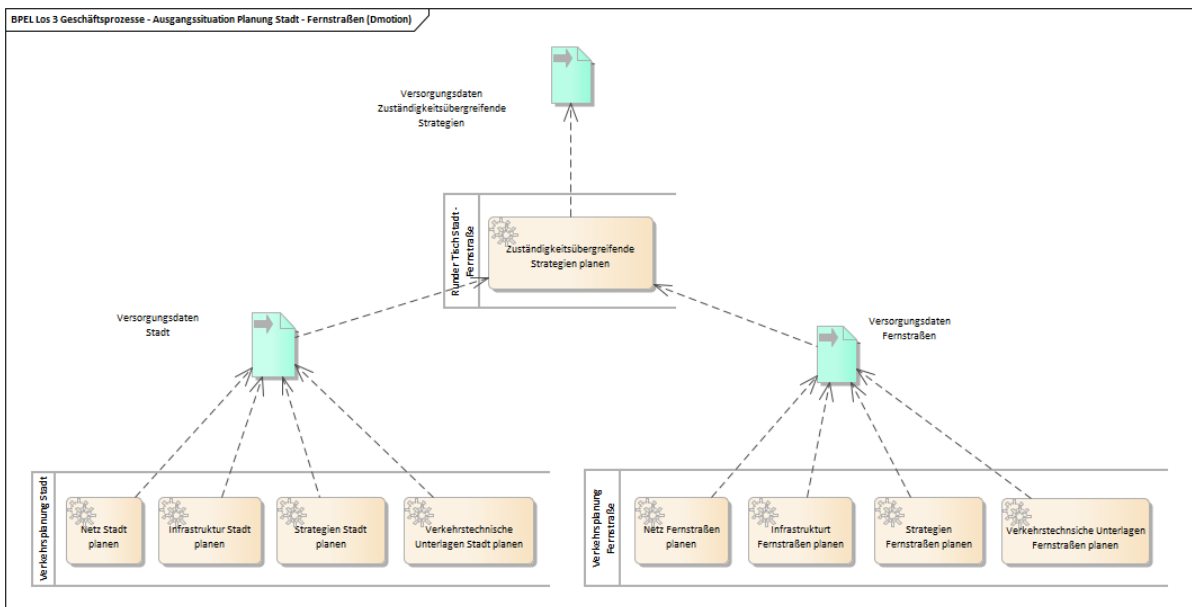 BPEL Los 3 Geschäftsprozesse - Ausgangssituation Planung Stadt - Fernstraßen (Dmotion)
Versorgungsdaten
Zuständigkeitsübergreifende
Strategien
Runder Tisch Stadt -
Fernstraße
Zuständigkeitsübergreifende
Strategien planen
Versorgungsdaten
Stadt
Versorgungsdaten
Fernstraßen
Verkehrsplanung Stadt
Netz Stadt
planen
Infrastruktur Stadt
planen
Strategien Stadt
planen
Verkehrstechnische
Unterlagen Stadt planen
Verkehrsplanung
Fernstraße
Netz Fernstraßen
planen
Infrastrukturt
Fernstraßen planen
Strategien
Fernstraßen planen
Verkehrstechnsiche Unterlagen
Fernstraßen planen